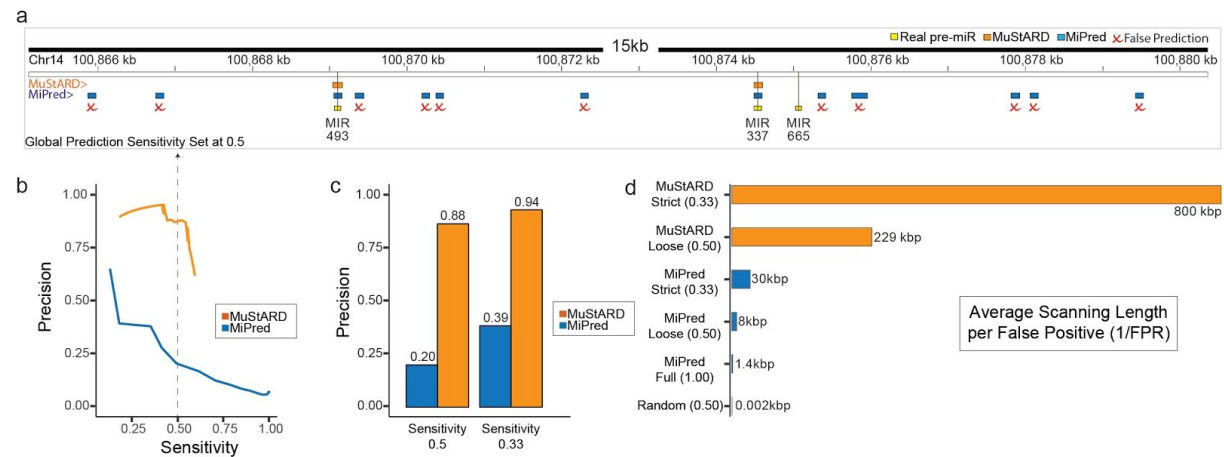 a
15kb
Real pre-miR MuStARD MiPred False Prediction
Chr14 100,866 kb 100,868 kb 100,870 kb 100,872 kb 100,874 kb 100,876 kb 100,878 kb 100,880 kb
MuStARD>
MiPred>
MIR
493
MIR
337
MIR
665
Global Prediction Sensitivity Set at 0.5
b
Precision
1.00
0.75
0.50
0.25
0.00
0.25 0.50 0.75 1.00
Sensitivity
MuStARD
MiPred
c
Precision
1.00
0.75
0.50
0.25
0.00
0.20
0.88
0.39
0.94
Sensitivity
0.5
Sensitivity
0.33
MuStARD
MiPred
d
MuStARD
Strict (0.33)
800 kbp
MuStARD
Loose (0.50)
229 kbp
MiPred
Strict (0.33)
30kbp
MiPred
Loose (0.50)
8kbp
MiPred
Full (1.00)
1.4kbp
Random (0.50)
0.002kbp
Average Scanning Length
per False Positive (1/FPR)